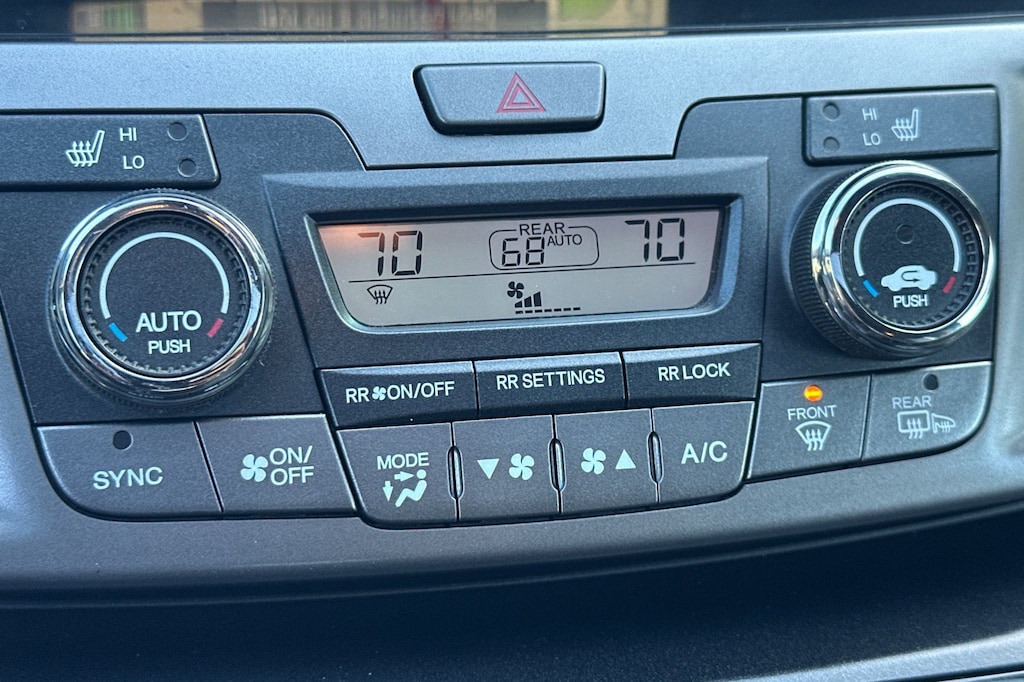 HI
LO
HI
LO
70
REAR
68 AUTO
70
AUTO
PUSH
PUSH
RR ON/OFF
RR SETTINGS
RR LOCK
SYNC
ON/
OFF
MODE
A/C
FRONT
REAR